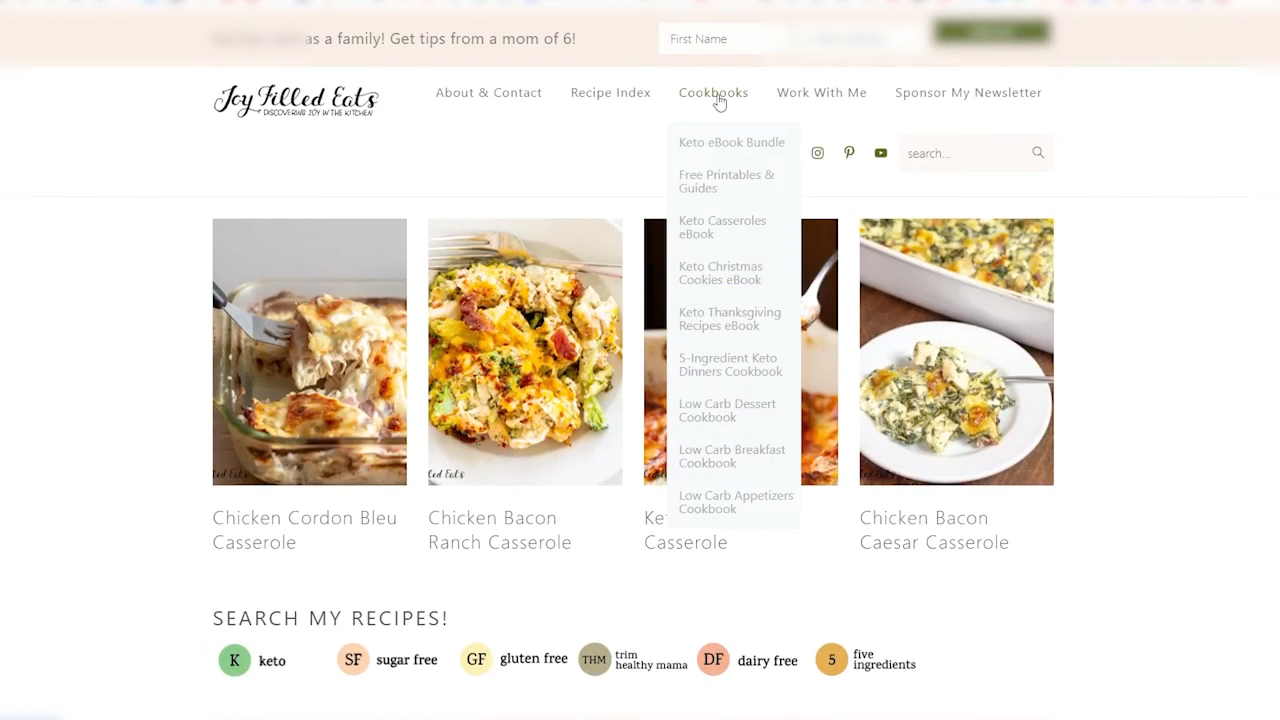 as a family! Get tips from a mom of 6!
First Name
Joy Filled Eats
DISCOVERING JOY IN THE KITCHEN
About & Contact
Recipe Index
Cookbooks
Work With Me
Sponsor My Newsletter
search...
Keto eBook Bundle
Free Printables &
Guides
Keto Casseroles
eBook
Keto Christmas
Cookies eBook
Keto Thanksgiving
Recipes eBook
5-Ingredient Keto
Dinners Cookbook
Low Carb Dessert
Cookbook
Low Carb Breakfast
Cookbook
Low Carb Appetizers
Cookbook
Chicken Cordon Bleu
Casserole
Chicken Bacon
Ranch Casserole
Ke
Casserole
Chicken Bacon
Caesar Casserole
SEARCH MY RECIPES!
K keto
SF sugar free
GF gluten free
THM trim
healthy mama
DF dairy free
5 five
ingredients